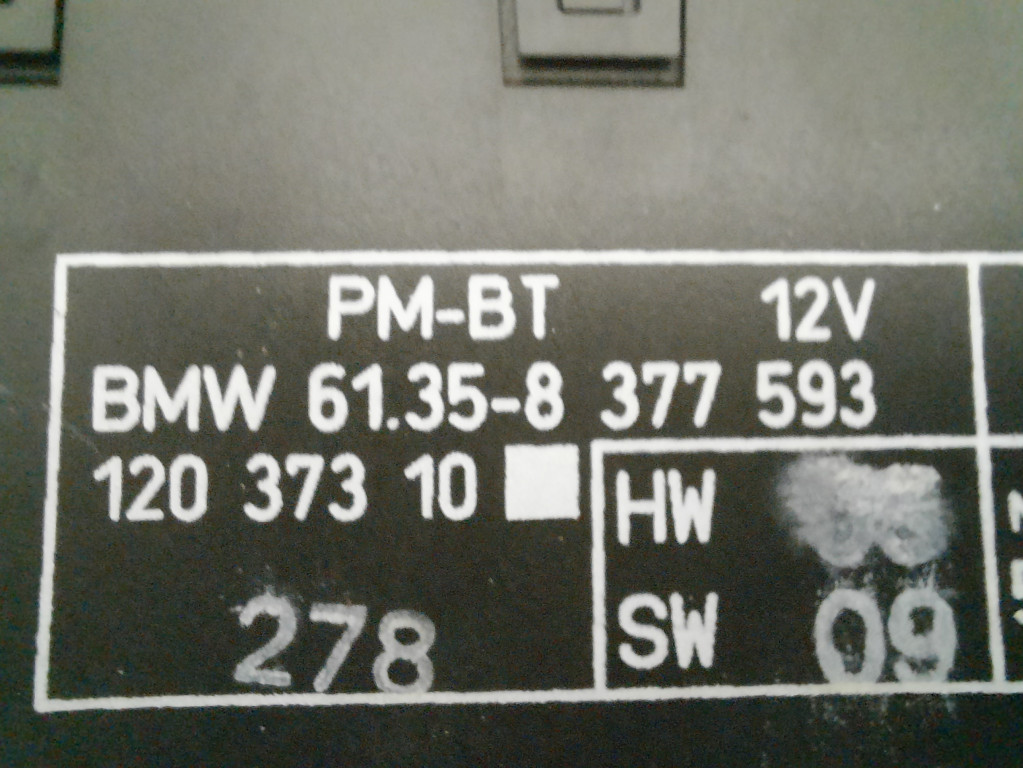 PM-BT 12V
BMW 61.35-8 377 593
120 373 10
HW
278
SW 09